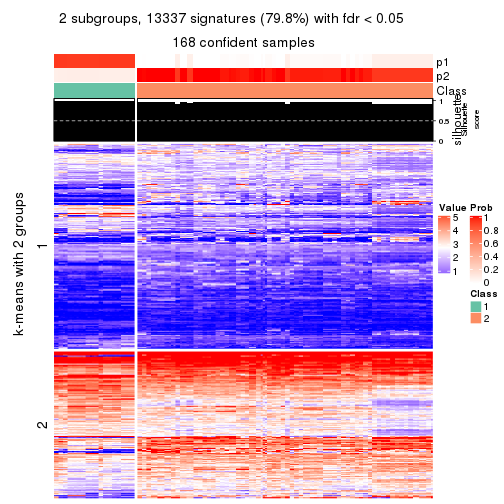 2 subgroups, 13337 signatures (79.8%) with fdr < 0.05
168 confident samples
p1
p2
Class
silhouette
Silhouette
score
1
0.5
0
k-means with 2 groups
1
2
Value
5
4
3
2
1
Prob
1
0.8
0.6
0.4
0.2
0
Class
1
2